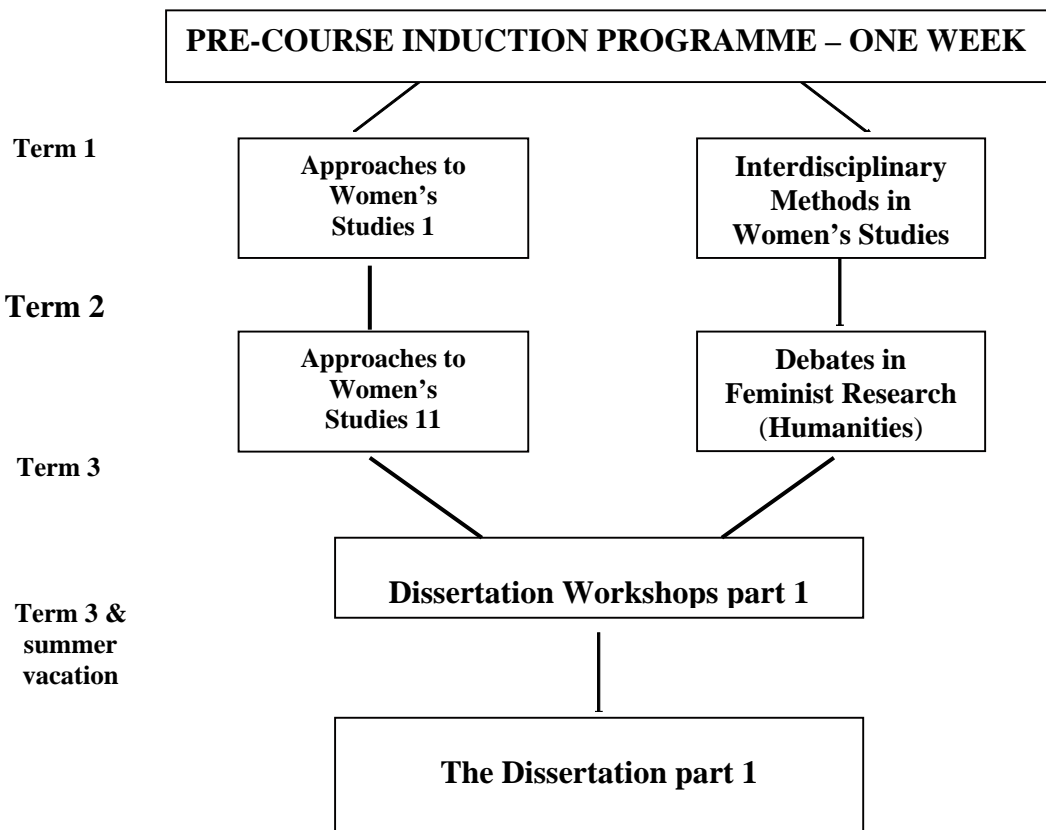 PRE-COURSE INDUCTION PROGRAMME – ONE WEEK
Term 1
Approaches to
Women’s
Studies 1
Interdisciplinary
Methods in
Women’s Studies
Term 2
Approaches to
Women’s
Studies 11
Debates in
Feminist Research
(Humanities)
Term 3
Dissertation Workshops part 1
Term 3 &
summer
vacation
The Dissertation part 1